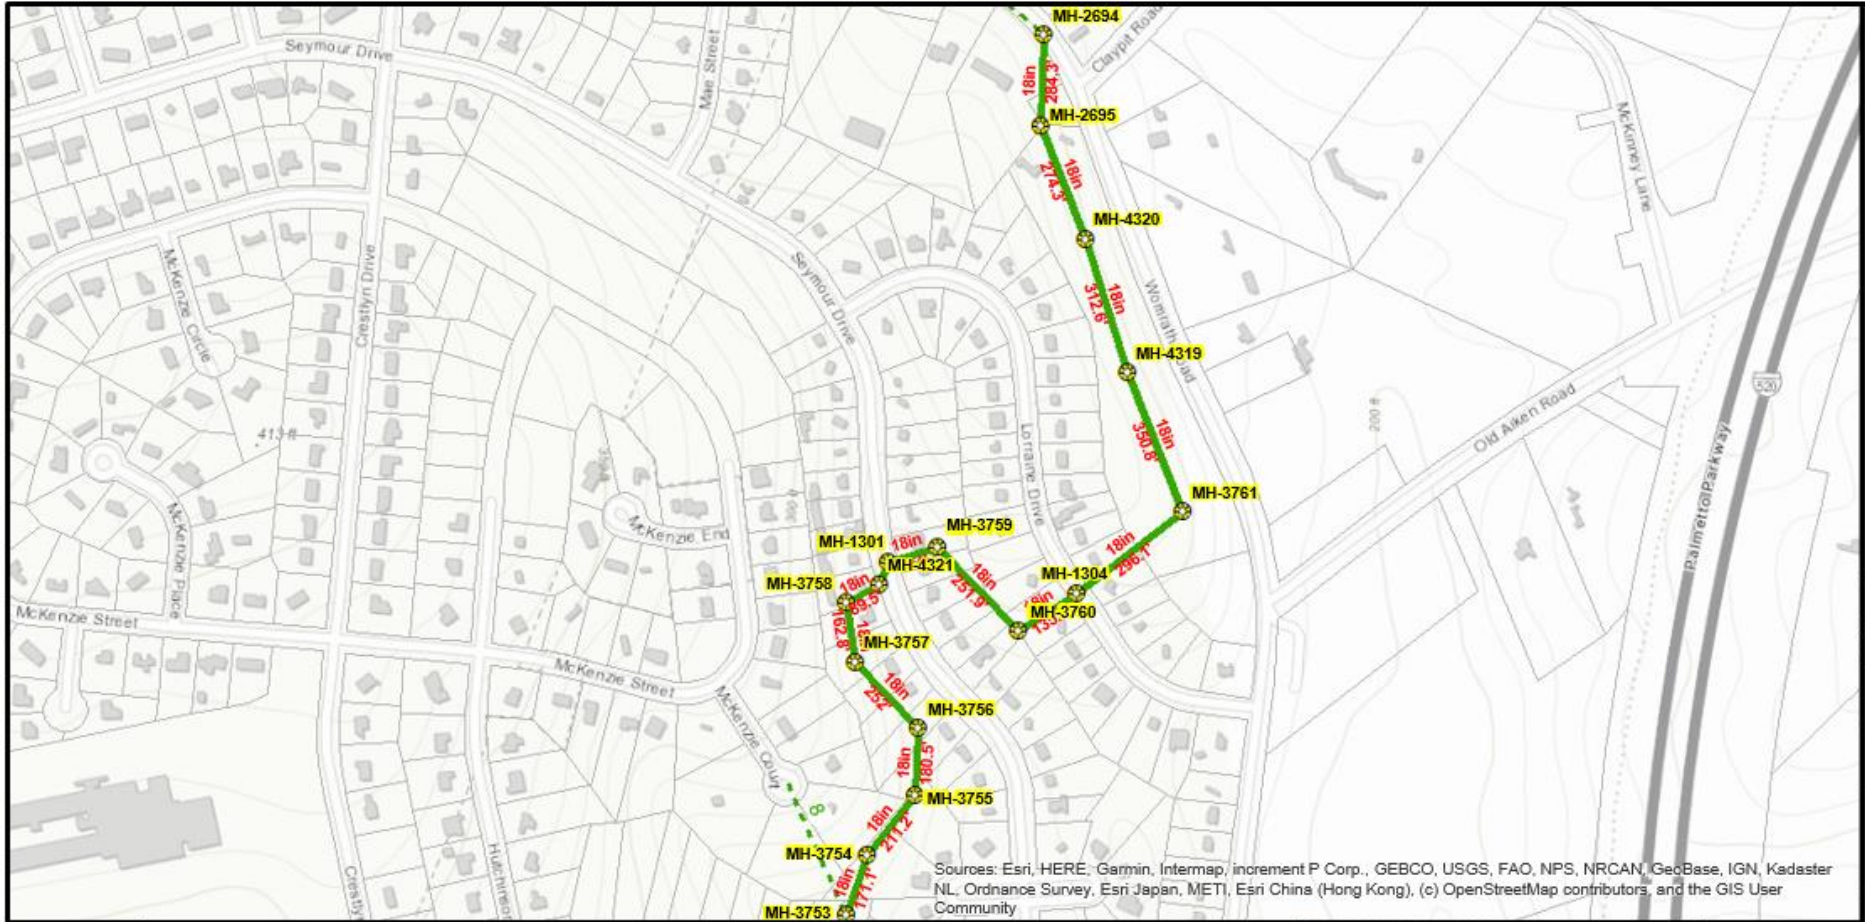 MH-2694
Claypit Road
Seymour Drive
Mae Street
18in
284.3'
MH-2695
McKinney Lane
18in
274.3'
MH-4320
McKenzie Circle
Crestlyn Drive
Seymour Drive
18in
312.6'
Womrath Road
MH-4319
520
18in
350.8'
Old Aiken Road
200 ft
413 ft
Lorraine Drive
Palmetto Parkway
MH-3761
McKenzie Place
McKenzie End
400
MH-1301
18in
MH-3759
18in
296.1'
MH-4321
MH-3758
18in
89.5'
18in
251.9'
MH-1304
18in
MH-3760
McKenzie Street
162.8'
MH-3757
McKenzie Street
18in
252'
McKenzie Court
MH-3756
18in
180.5'
MH-3755
8
18in
211.2'
MH-3754
Hutchinson
Crestlyn
18in
171.1'
MH-3753
Sources: Esri, HERE, Garmin, Intermap, increment P Corp., GEBCO, USGS, FAO, NPS, NRCAN, GeoBase, IGN, Kadaster
NL, Ordnance Survey, Esri Japan, METI, Esri China (Hong Kong), (c) OpenStreetMap contributors, and the GIS User
Community